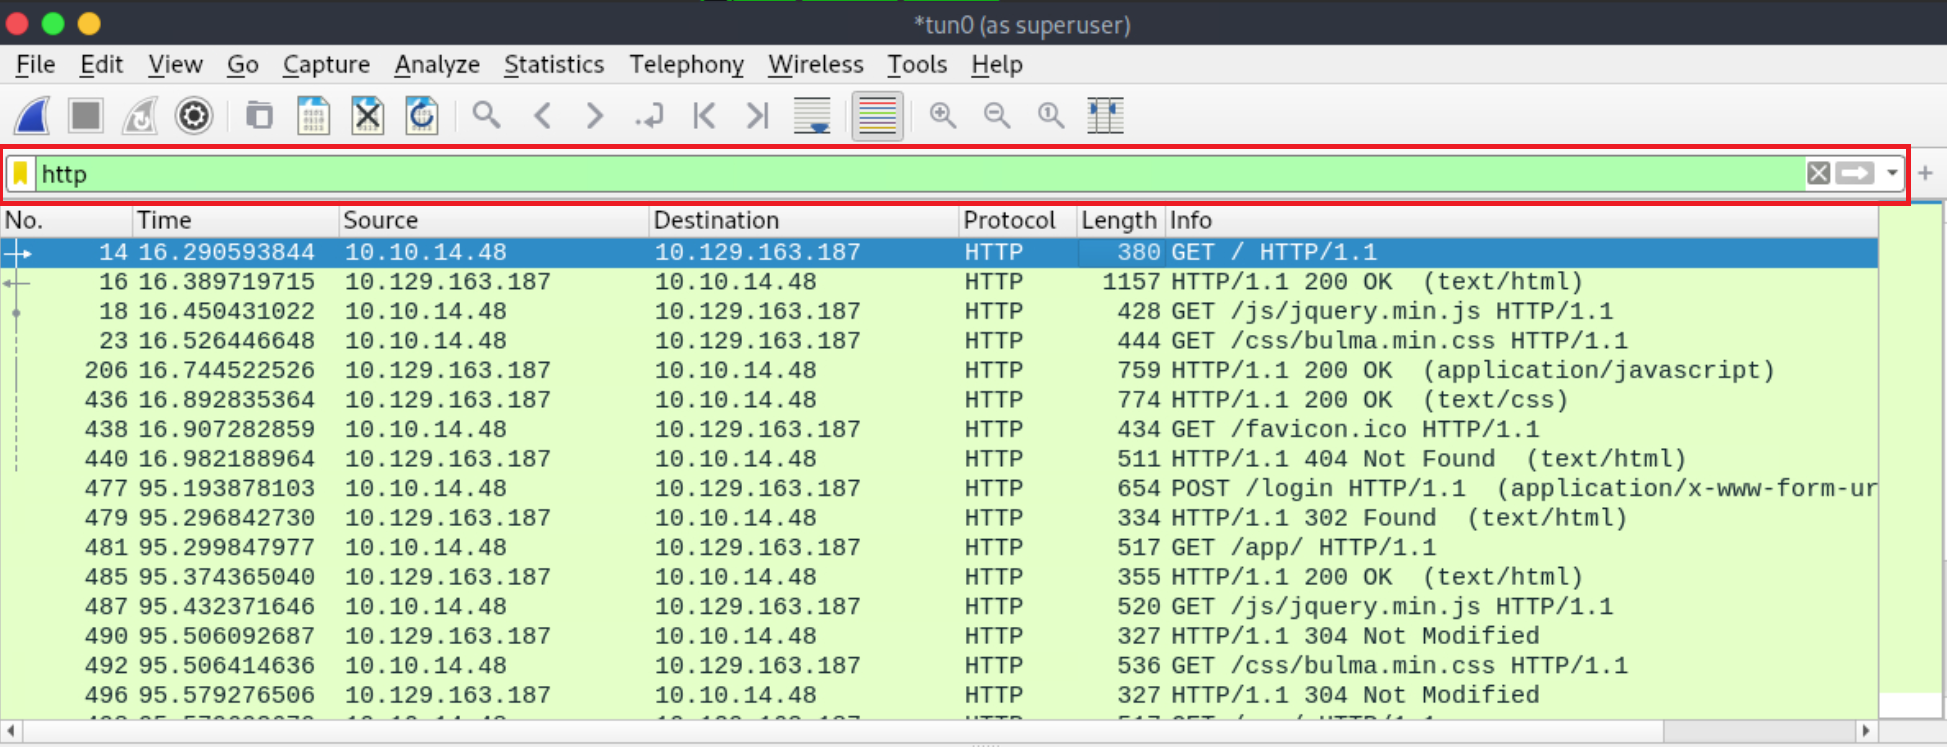 *tun0 (as superuser)
File Edit View Go Capture Analyze Statistics Telephony Wireless Tools Help
http
No. Time Source Destination Protocol Length Info
14 16.290593844 10.10.14.48 10.129.163.187 HTTP 380 GET / HTTP/1.1
16 16.389719715 10.129.163.187 10.10.14.48 HTTP 1157 HTTP/1.1 200 OK (text/html)
18 16.450431022 10.10.14.48 10.129.163.187 HTTP 428 GET /js/jquery.min.js HTTP/1.1
23 16.526446648 10.10.14.48 10.129.163.187 HTTP 444 GET /css/bulma.min.css HTTP/1.1
206 16.744522526 10.129.163.187 10.10.14.48 HTTP 759 HTTP/1.1 200 OK (application/javascript)
436 16.892835364 10.129.163.187 10.10.14.48 HTTP 774 HTTP/1.1 200 OK (text/css)
438 16.907282859 10.10.14.48 10.129.163.187 HTTP 434 GET /favicon.ico HTTP/1.1
440 16.982188964 10.129.163.187 10.10.14.48 HTTP 511 HTTP/1.1 404 Not Found (text/html)
477 95.193878103 10.10.14.48 10.129.163.187 HTTP 654 POST /login HTTP/1.1 (application/x-www-form-ur
479 95.296842730 10.129.163.187 10.10.14.48 HTTP 334 HTTP/1.1 302 Found (text/html)
481 95.299847977 10.10.14.48 10.129.163.187 HTTP 517 GET /app/ HTTP/1.1
485 95.374365040 10.129.163.187 10.10.14.48 HTTP 355 HTTP/1.1 200 OK (text/html)
487 95.432371646 10.10.14.48 10.129.163.187 HTTP 520 GET /js/jquery.min.js HTTP/1.1
490 95.506092687 10.129.163.187 10.10.14.48 HTTP 327 HTTP/1.1 304 Not Modified
492 95.506414636 10.10.14.48 10.129.163.187 HTTP 536 GET /css/bulma.min.css HTTP/1.1
496 95.579276506 10.129.163.187 10.10.14.48 HTTP 327 HTTP/1.1 304 Not Modified